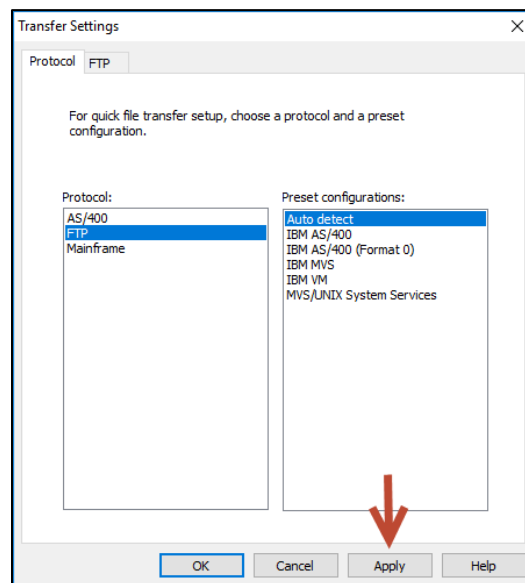 Transfer Settings
Protocol FTP
For quick file transfer setup, choose a protocol and a preset
configuration.
Protocol:
AS/400
FTP
Mainframe
Preset configurations:
Auto detect
IBM AS/400
IBM AS/400 (Format 0)
IBM MVS
IBM VM
MVS/UNIX System Services
OK Cancel Apply Help